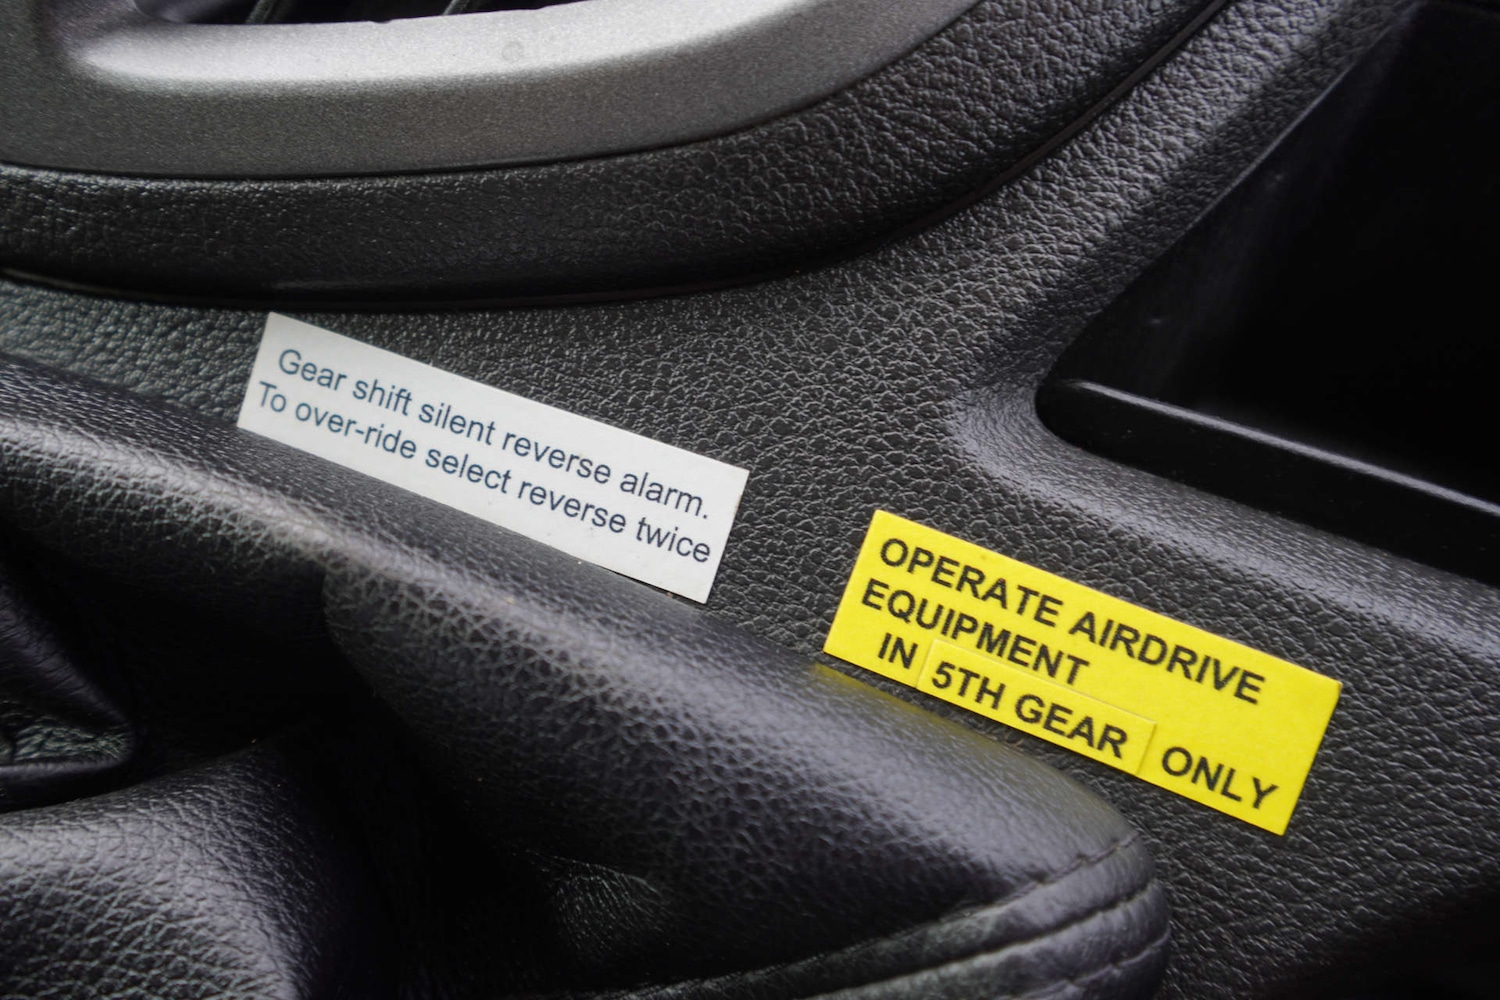 Gear shift silent reverse alarm.
To over-ride select reverse twice
OPERATE AIRDRIVE
EQUIPMENT
IN 5TH GEAR ONLY